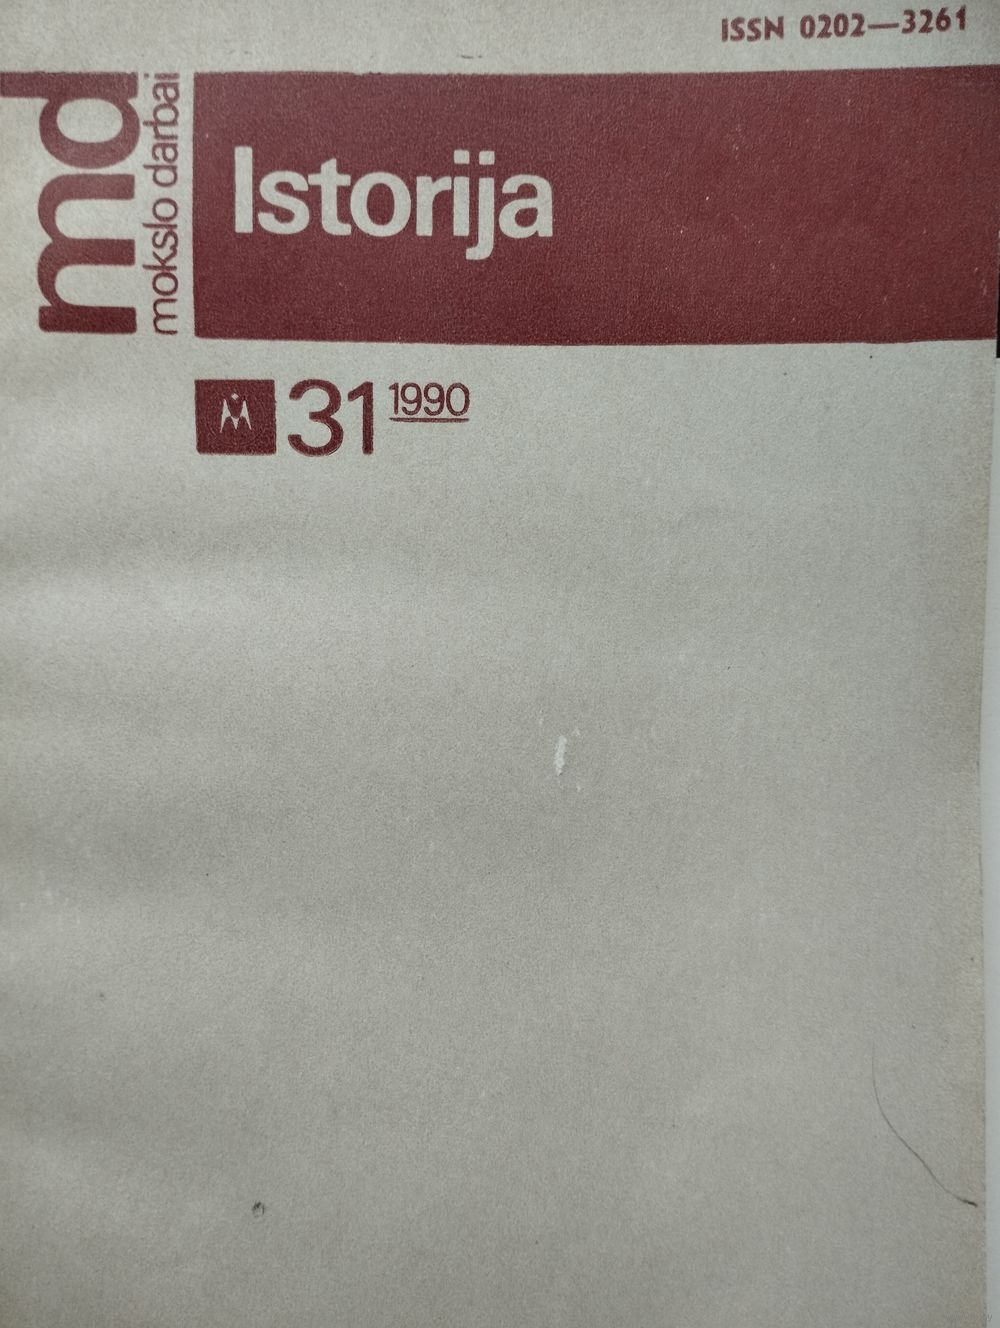 ISSN 0202—3261
md
mokslo darbai
Istorija
31 1990